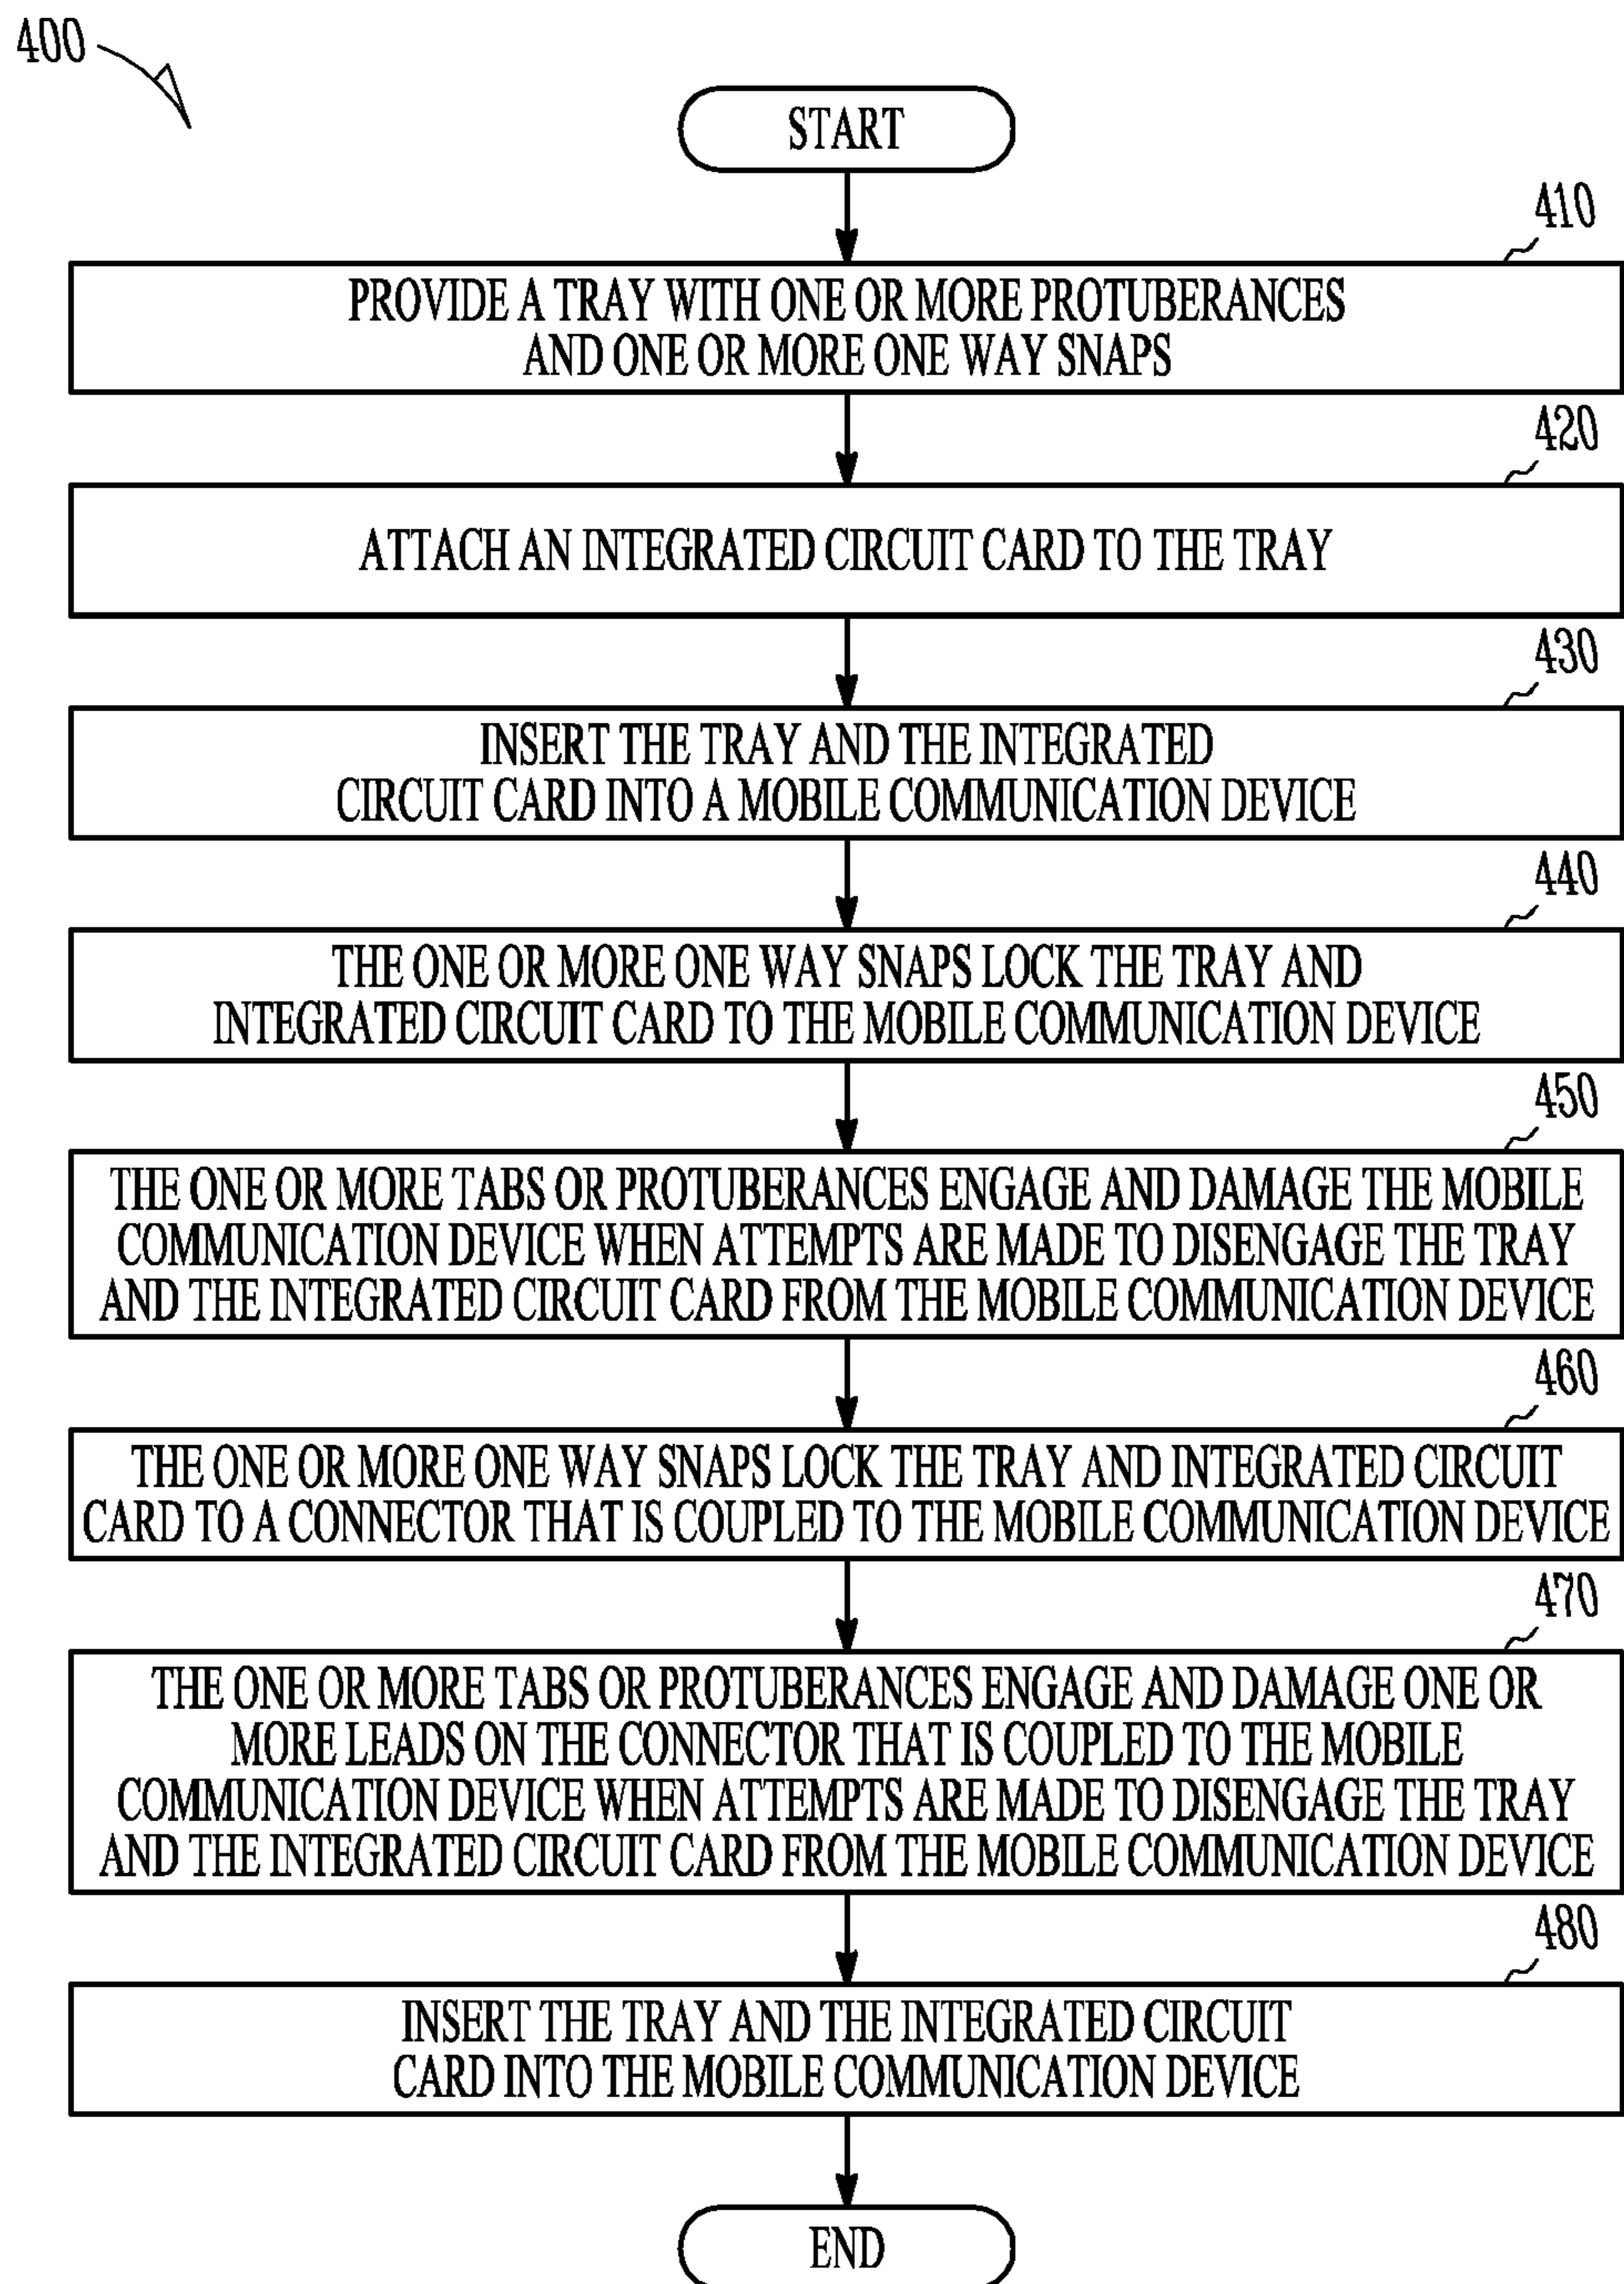 400
START
410
PROVIDE A TRAY WITH ONE OR MORE PROTUBERANCES
AND ONE OR MORE ONE WAY SNAPS
420
ATTACH AN INTEGRATED CIRCUIT CARD TO THE TRAY
430
INSERT THE TRAY AND THE INTEGRATED
CIRCUIT CARD INTO A MOBILE COMMUNICATION DEVICE
440
THE ONE OR MORE ONE WAY SNAPS LOCK THE TRAY AND
INTEGRATED CIRCUIT CARD TO THE MOBILE COMMUNICATION DEVICE
450
THE ONE OR MORE TABS OR PROTUBERANCES ENGAGE AND DAMAGE THE MOBILE
COMMUNICATION DEVICE WHEN ATTEMPTS ARE MADE TO DISENGAGE THE TRAY
AND THE INTEGRATED CIRCUIT CARD FROM THE MOBILE COMMUNICATION DEVICE
460
THE ONE OR MORE ONE WAY SNAPS LOCK THE TRAY AND INTEGRATED CIRCUIT
CARD TO A CONNECTOR THAT IS COUPLED TO THE MOBILE COMMUNICATION DEVICE
470
THE ONE OR MORE TABS OR PROTUBERANCES ENGAGE AND DAMAGE ONE OR
MORE LEADS ON THE CONNECTOR THAT IS COUPLED TO THE MOBILE
COMMUNICATION DEVICE WHEN ATTEMPTS ARE MADE TO DISENGAGE THE TRAY
AND THE INTEGRATED CIRCUIT CARD FROM THE MOBILE COMMUNICATION DEVICE
480
INSERT THE TRAY AND THE INTEGRATED CIRCUIT
CARD INTO THE MOBILE COMMUNICATION DEVICE
END